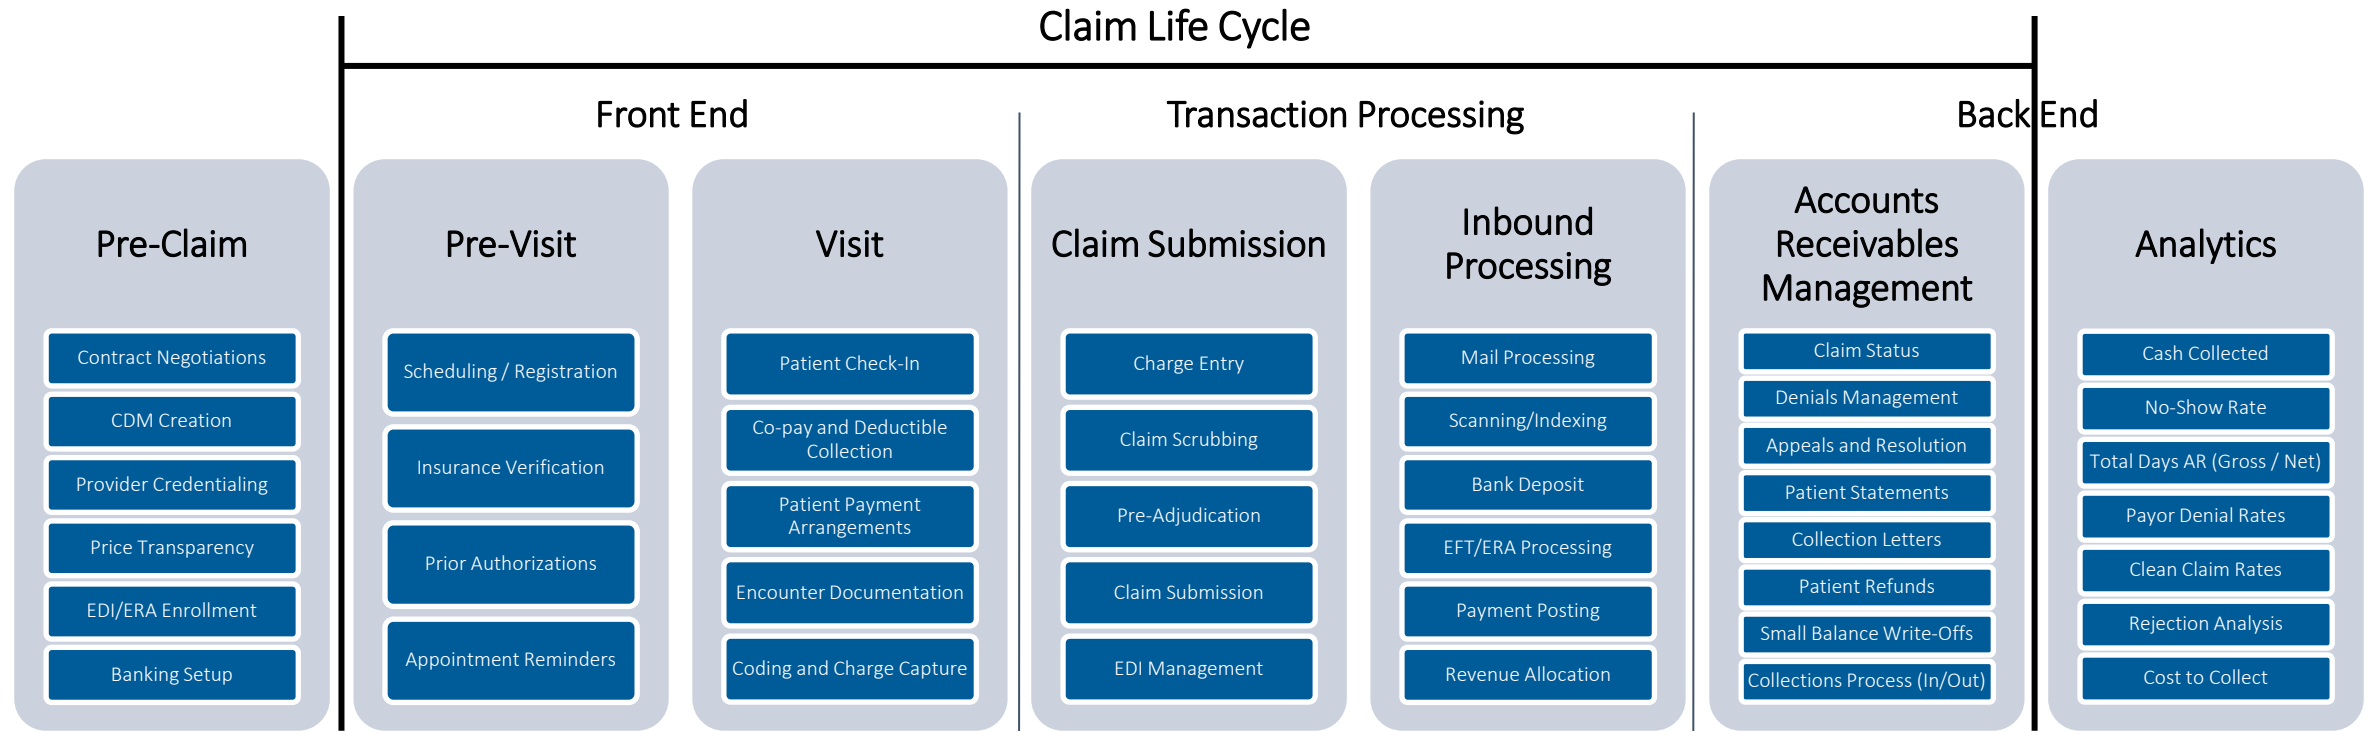 Claim Life Cycle
Front End
Transaction Processing
Back End
Pre-Claim
Contract Negotiations
CDM Creation
Provider Credentialing
Price Transparency
EDI/ERA Enrollment
Banking Setup
Pre-Visit
Scheduling / Registration
Insurance Verification
Prior Authorizations
Appointment Reminders
Visit
Patient Check-In
Co-pay and Deductible
Collection
Patient Payment
Arrangements
Encounter Documentation
Coding and Charge Capture
Claim Submission
Charge Entry
Claim Scrubbing
Pre-Adjudication
Claim Submission
EDI Management
Inbound
Processing
Mail Processing
Scanning/Indexing
Bank Deposit
EFT/ERA Processing
Payment Posting
Revenue Allocation
Accounts
Receivables
Management
Claim Status
Denials Management
Appeals and Resolution
Patient Statements
Collection Letters
Patient Refunds
Small Balance Write-Offs
Collections Process (In/Out)
Analytics
Cash Collected
No-Show Rate
Total Days AR (Gross / Net)
Payor Denial Rates
Clean Claim Rates
Rejection Analysis
Cost to Collect